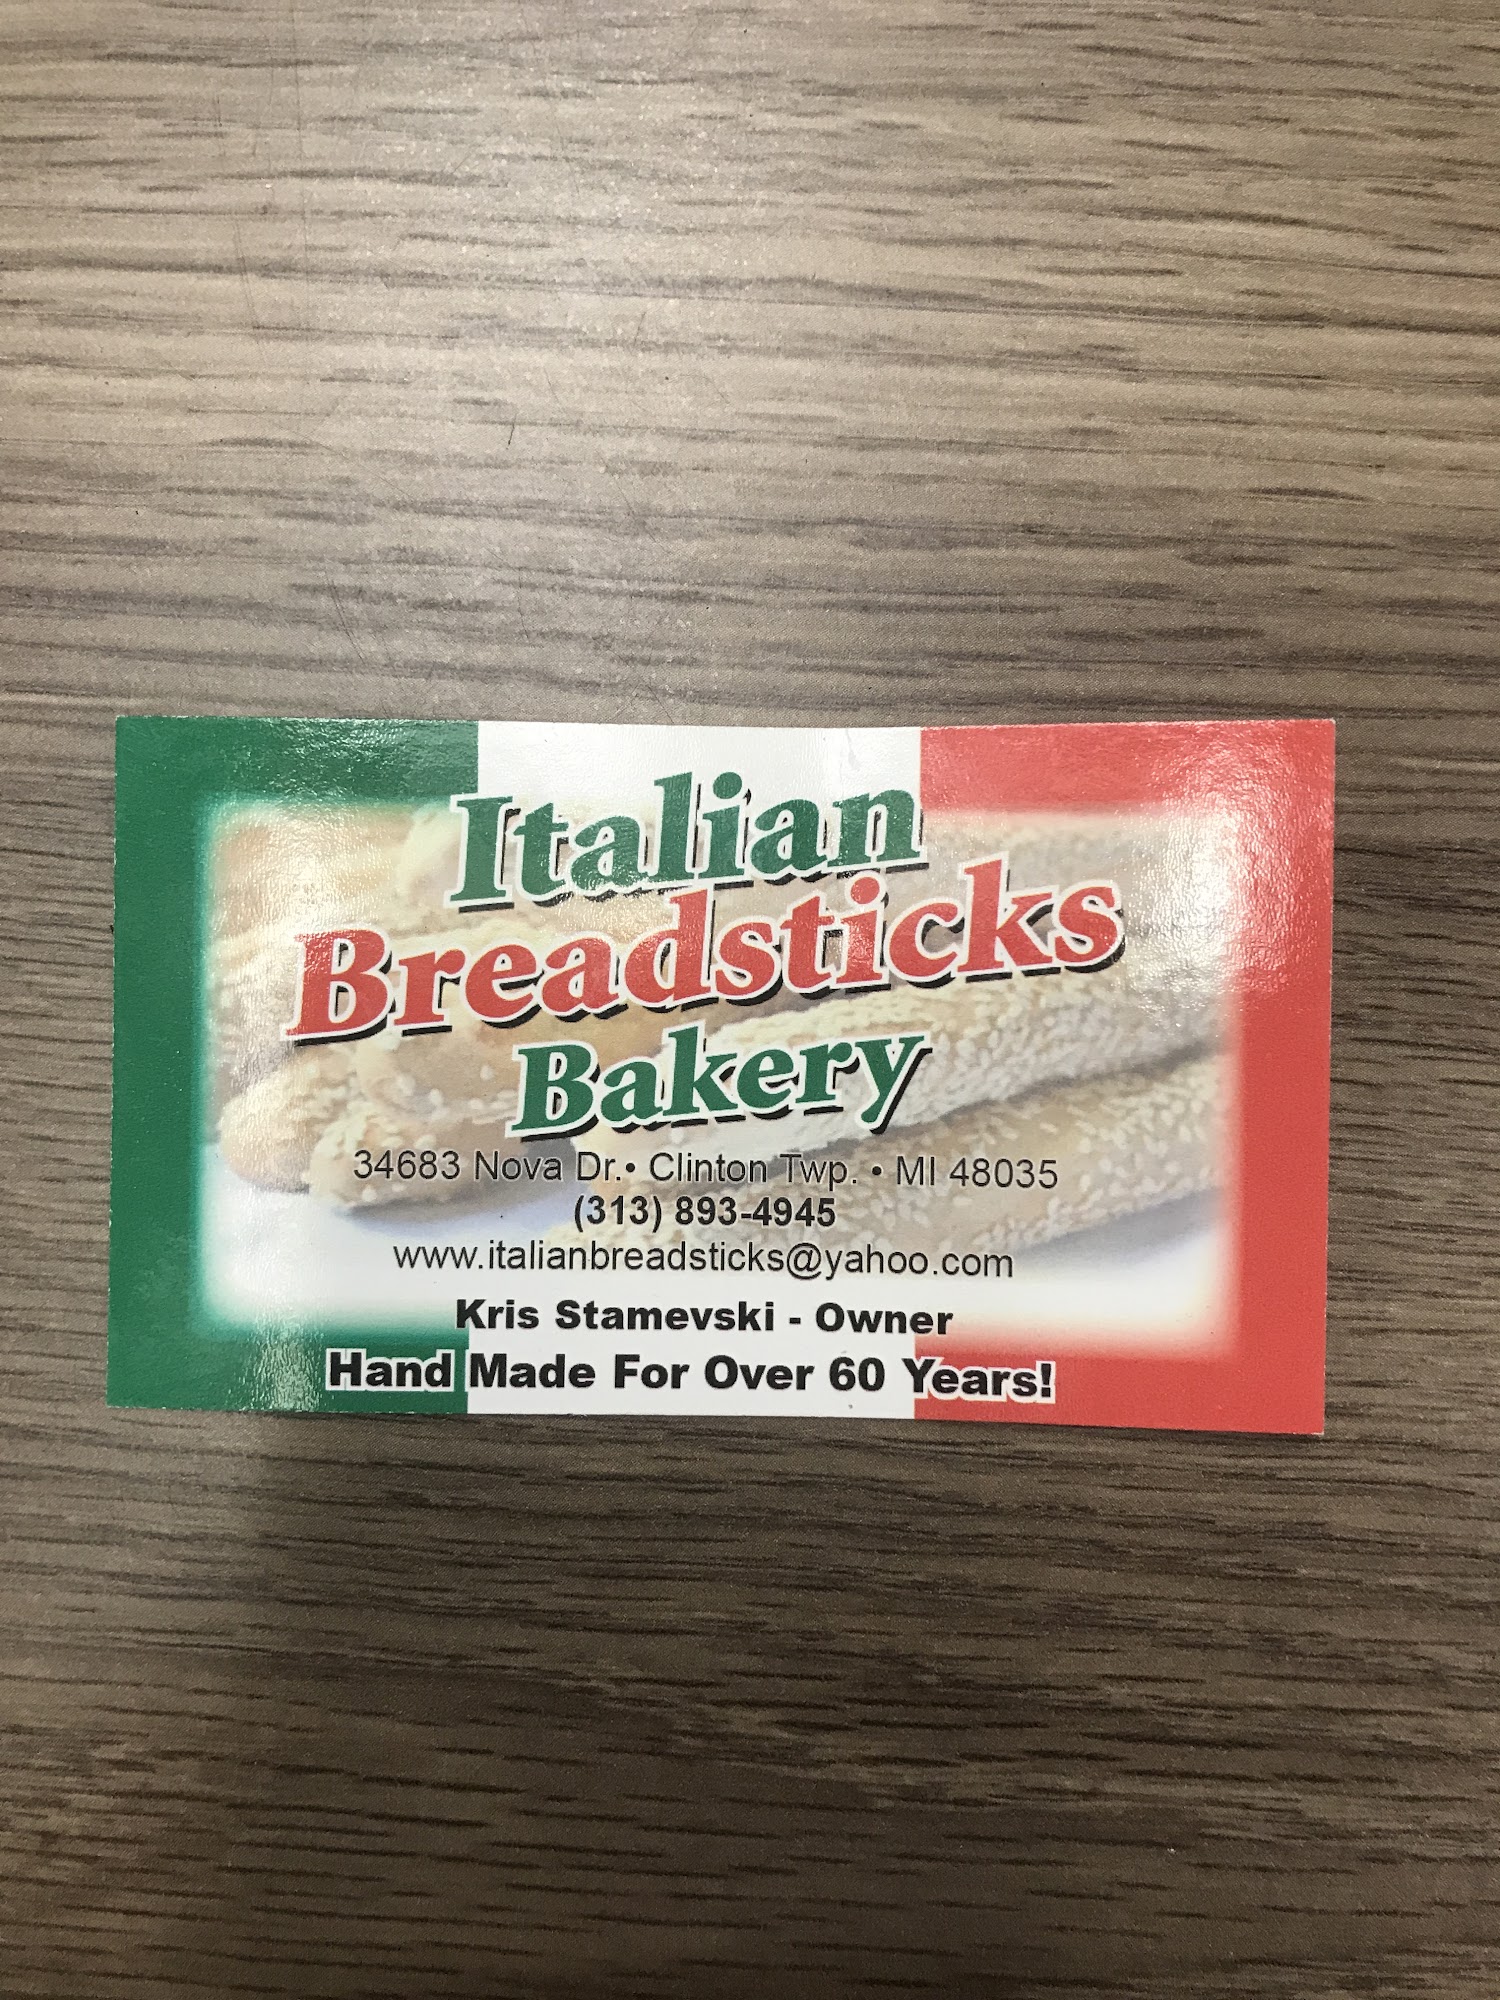 Italian
Breadsticks
Bakery
34683 Nova Dr. • Clinton Twp. • MI 48035
(313) 893-4945
www.italianbreadsticks@yahoo.com
Kris Stamevski - Owner
Hand Made For Over 60 Years!